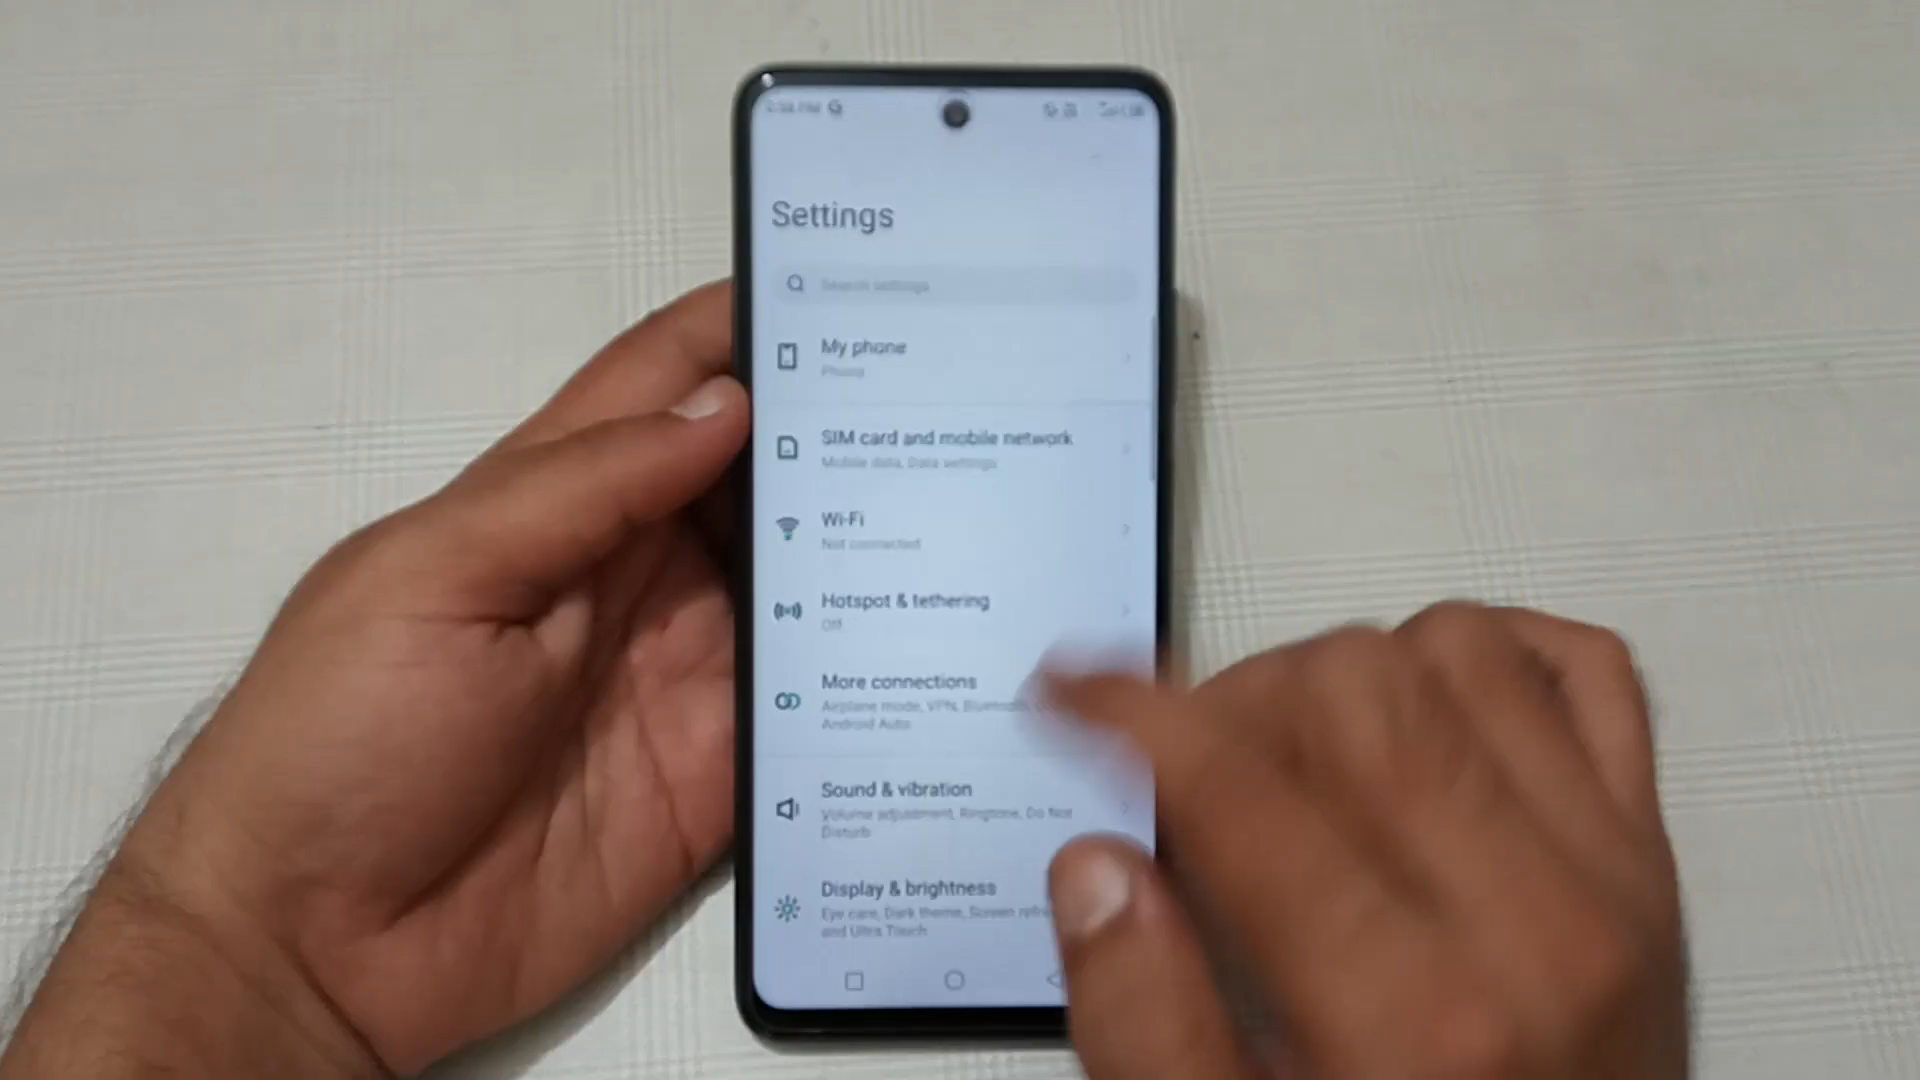 Settings
Search settings
My phone
Phone
SIM card and mobile network
Mobile data, Data settings
Wi-Fi
Not connected
Hotspot & tethering
Off
More connections
Airplane mode, VPN, Bluetooth,
Android Auto
Sound & vibration
Volume adjustment, Ringtone, Do Not
Disturb
Display & brightness
Eye care, Dark theme, Screen
and Ultra Touch